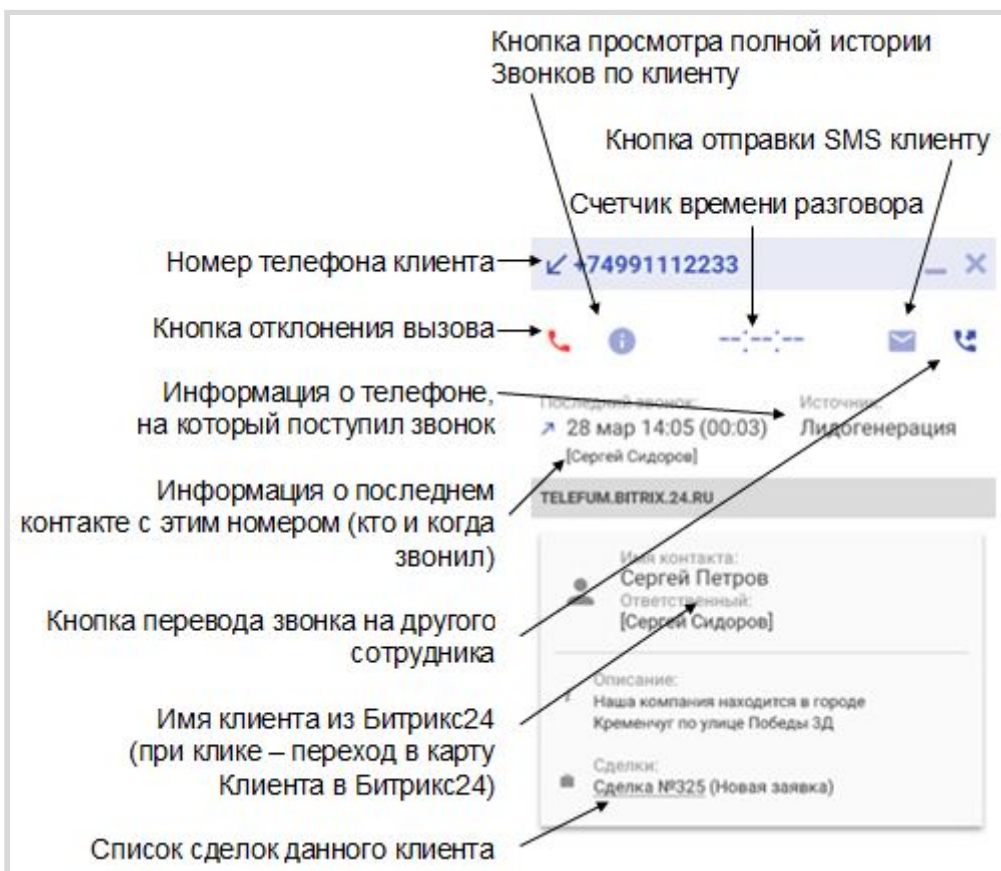 Кнопка просмотра полной истории
Звонков по клиенту
Кнопка отправки SMS клиенту
Счетчик времени разговора
Номер телефона клиента
+74991112233
Кнопка отклонения вызова
--:--:--
Информация о телефоне,
на который поступил звонок
Последний звонок:
28 мар 14:05 (00:03)
[Сергей Сидоров]
Источник:
Лидогенерация
Информация о последнем
контакте с этим номером (кто и когда
звонил)
TELEFUM.BITRIX.24.RU
Имя контакта:
Сергей Петров
Ответственный:
[Сергей Сидоров]
Кнопка перевода звонка на другого
сотрудника
Описание:
Наша компания находится в городе
Кременчуг по улице Победы 3Д
Имя клиента из Битрикс24
(при клике – переход в карту
Клиента в Битрикс24)
Сделки:
Сделка №325 (Новая заявка)
Список сделок данного клиента